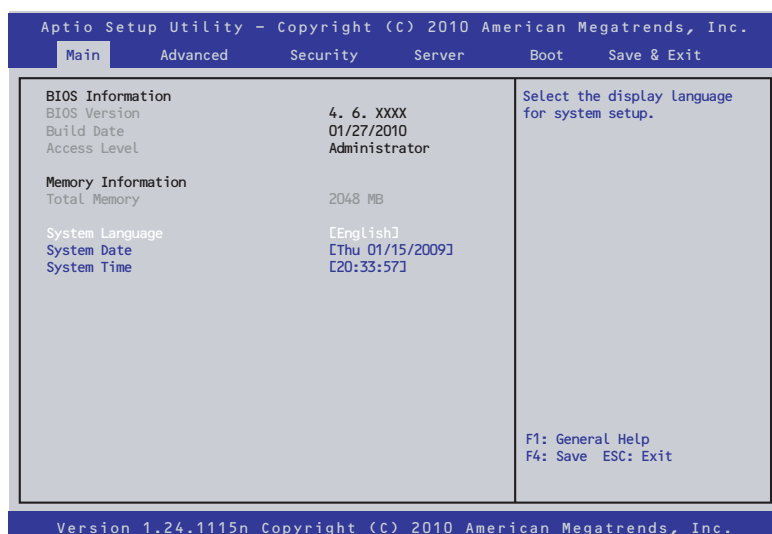 Aptio Setup Utility – Copyright (C) 2010 American Megatrends, Inc.
Main Advanced Security Server Boot Save & Exit
BIOS Information
BIOS Version 4. 6. XXXX
Build Date 01/27/2010
Access Level Administrator
Memory Information
Total Memory 2048 MB
System Language [English]
System Date [Thu 01/15/2009]
System Time [20:33:57]
Select the display language
for system setup.
F1: General Help
F4: Save ESC: Exit
Version 1.24.1115n Copyright (C) 2010 American Megatrends, Inc.